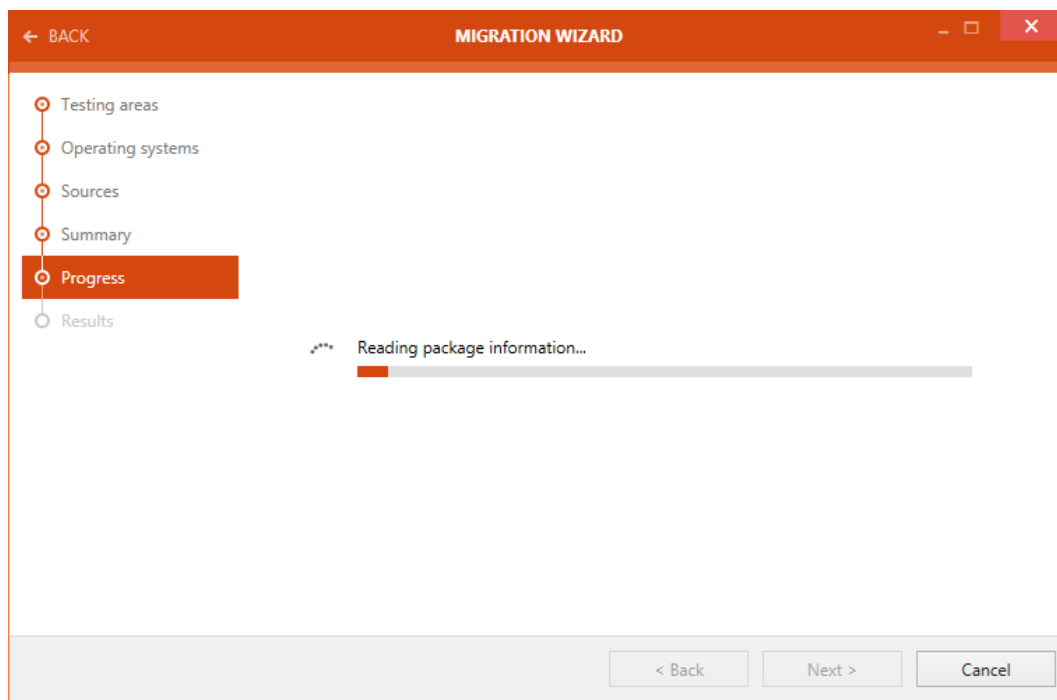 BACK
MIGRATION WIZARD
Testing areas
Operating systems
Sources
Summary
Progress
Results
Reading package information...
< Back
Next >
Cancel